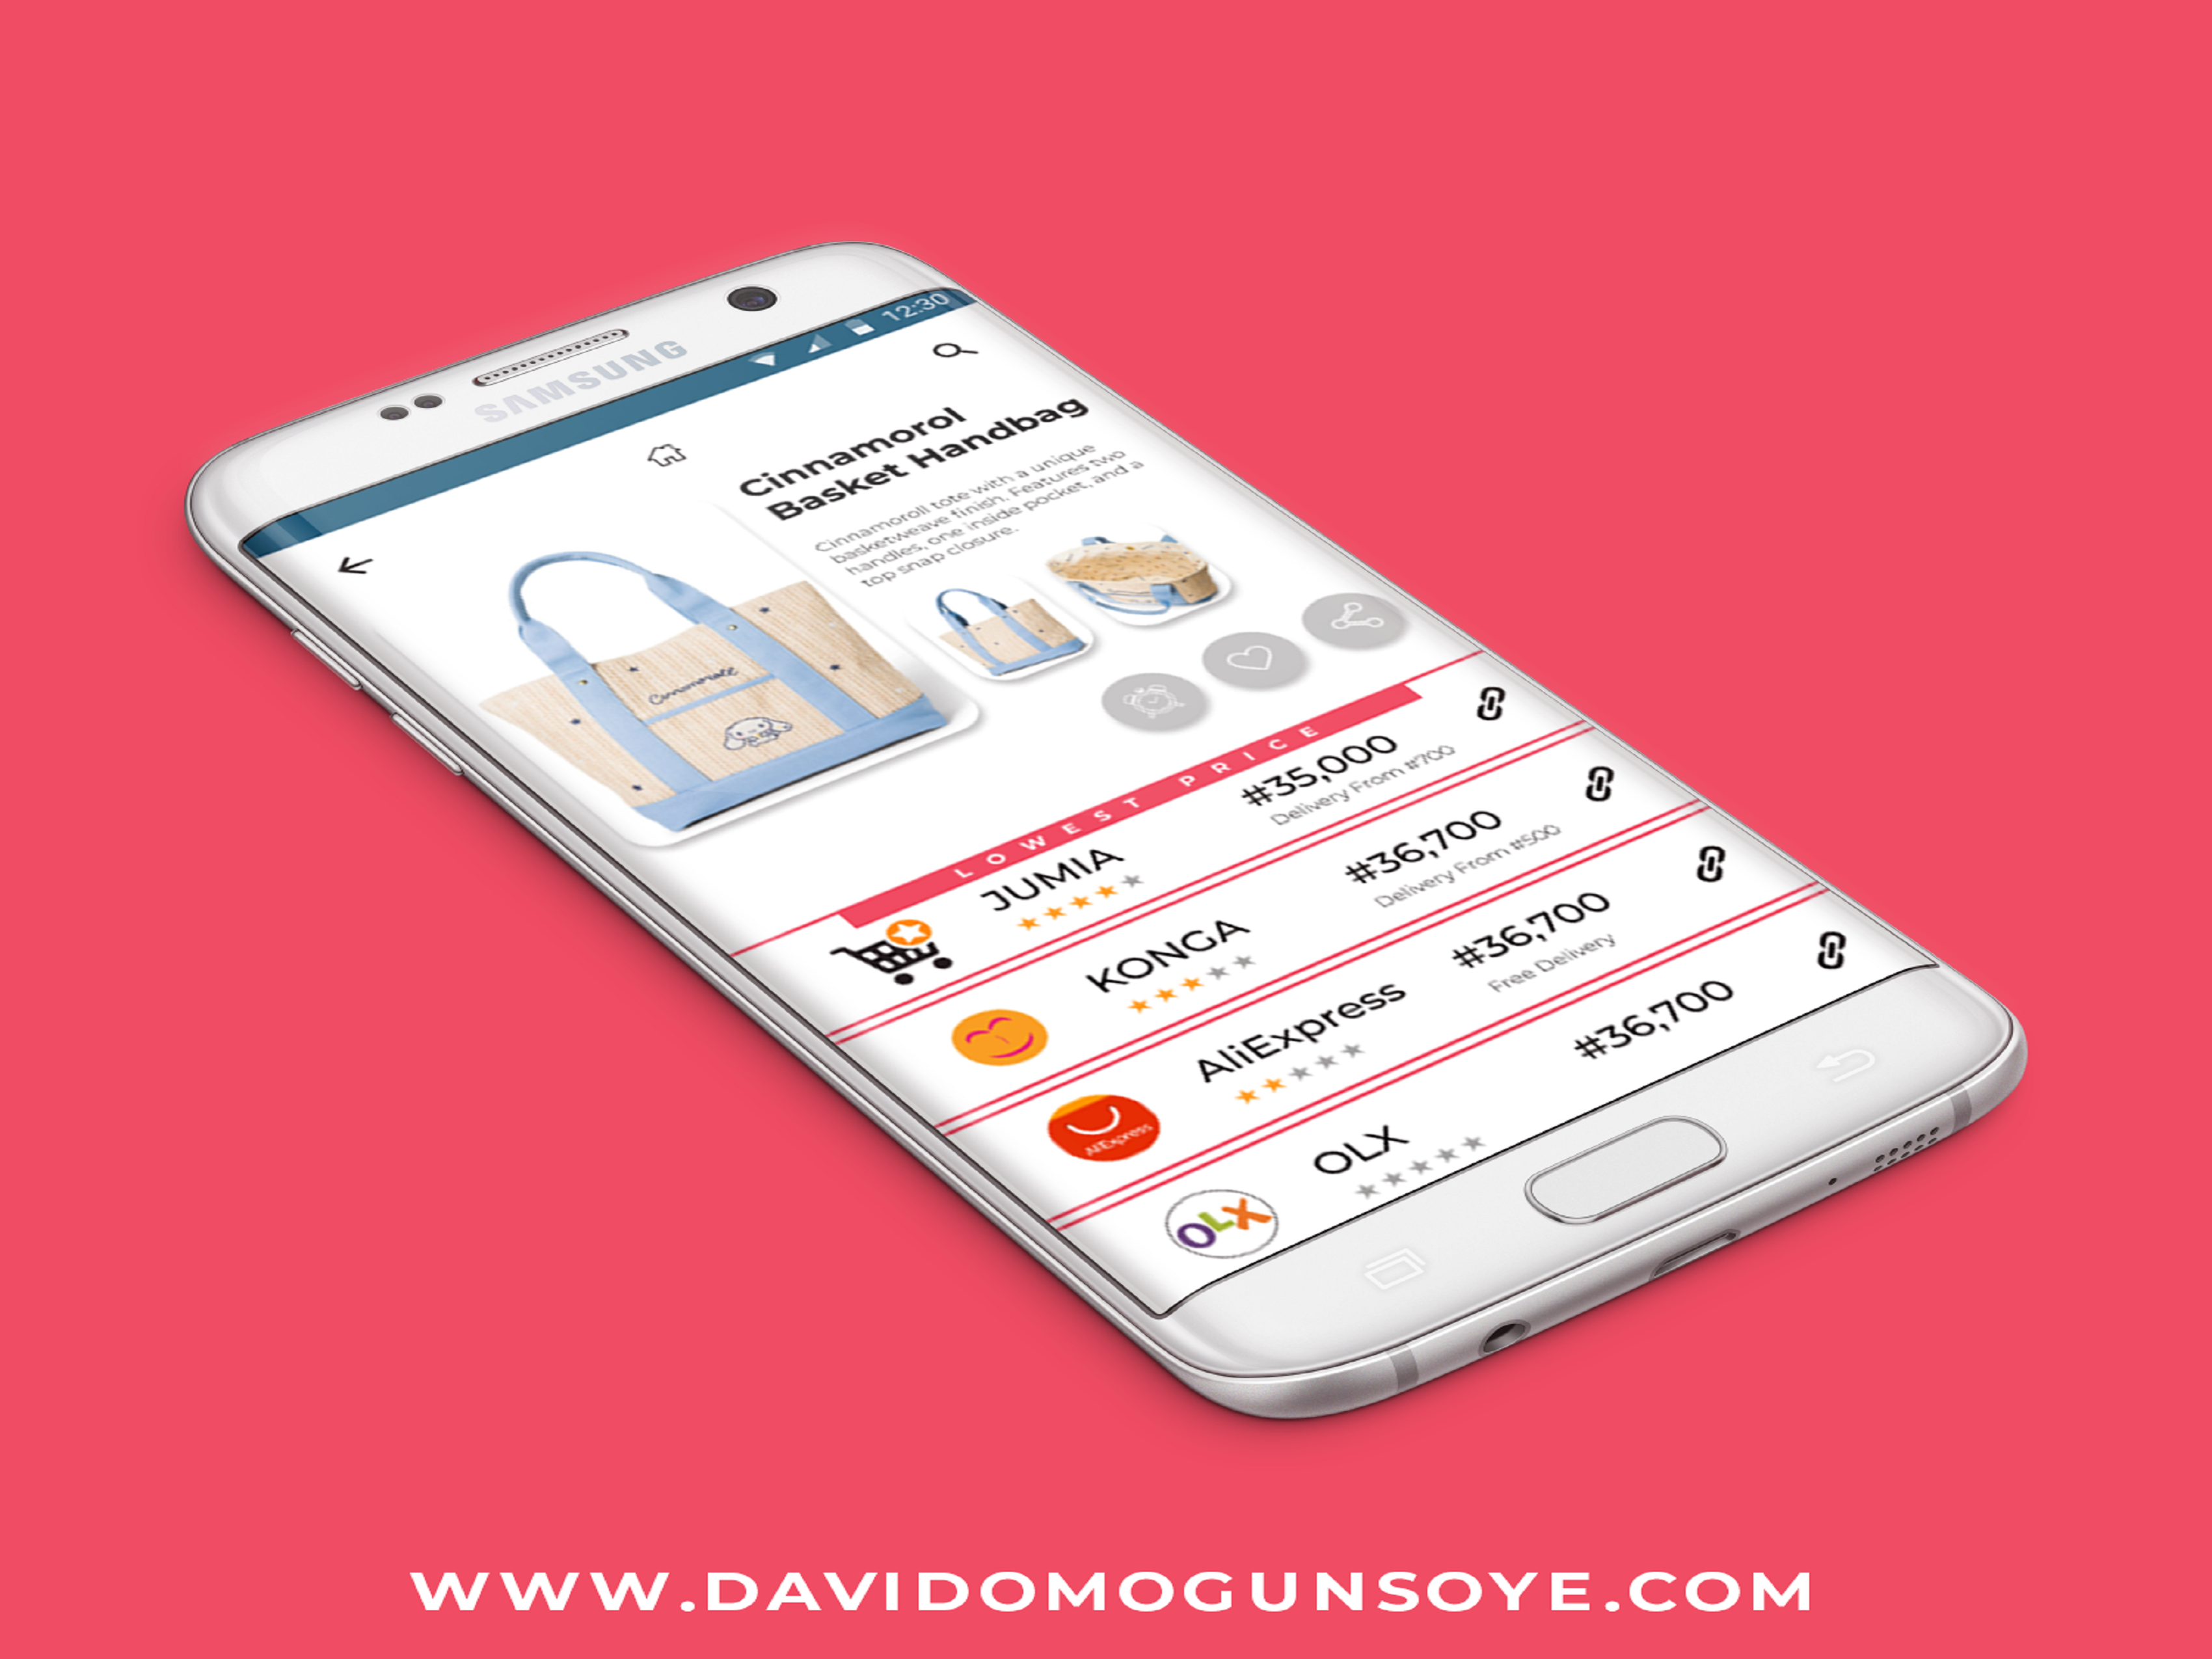 SAMSUNG
12:30
Cinnamorol
Basket Handbag
Cinnamoroll tote with a unique
basketweave finish. Features two
handles, one inside pocket, and a
top snap closure.
Cinnamoroll
LOWEST PRICE
JUMIA
#35,000
Delivery From #700
KONGA
#36,700
Delivery From #500
AliExpress
#36,700
Free Delivery
AliExpress
OLX
#36,700
OLX
WWW.DAVIDOMOGUNSOYE.COM